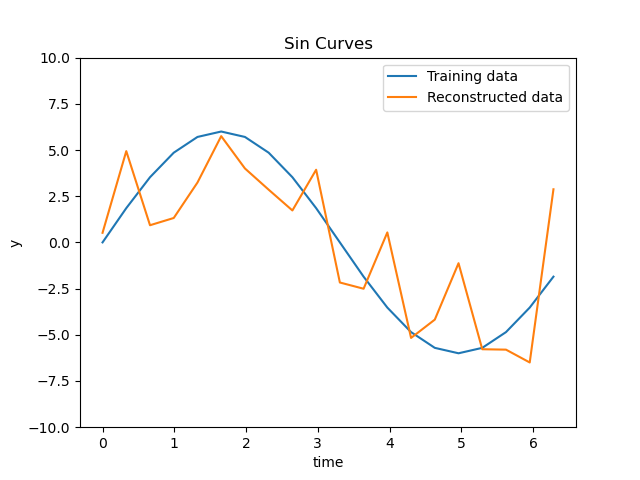 Sin Curves
Training data
Reconstructed data
10.0
7.5
5.0
2.5
0.0
−2.5
−5.0
−7.5
−10.0
y
0 1 2 3 4 5 6
time